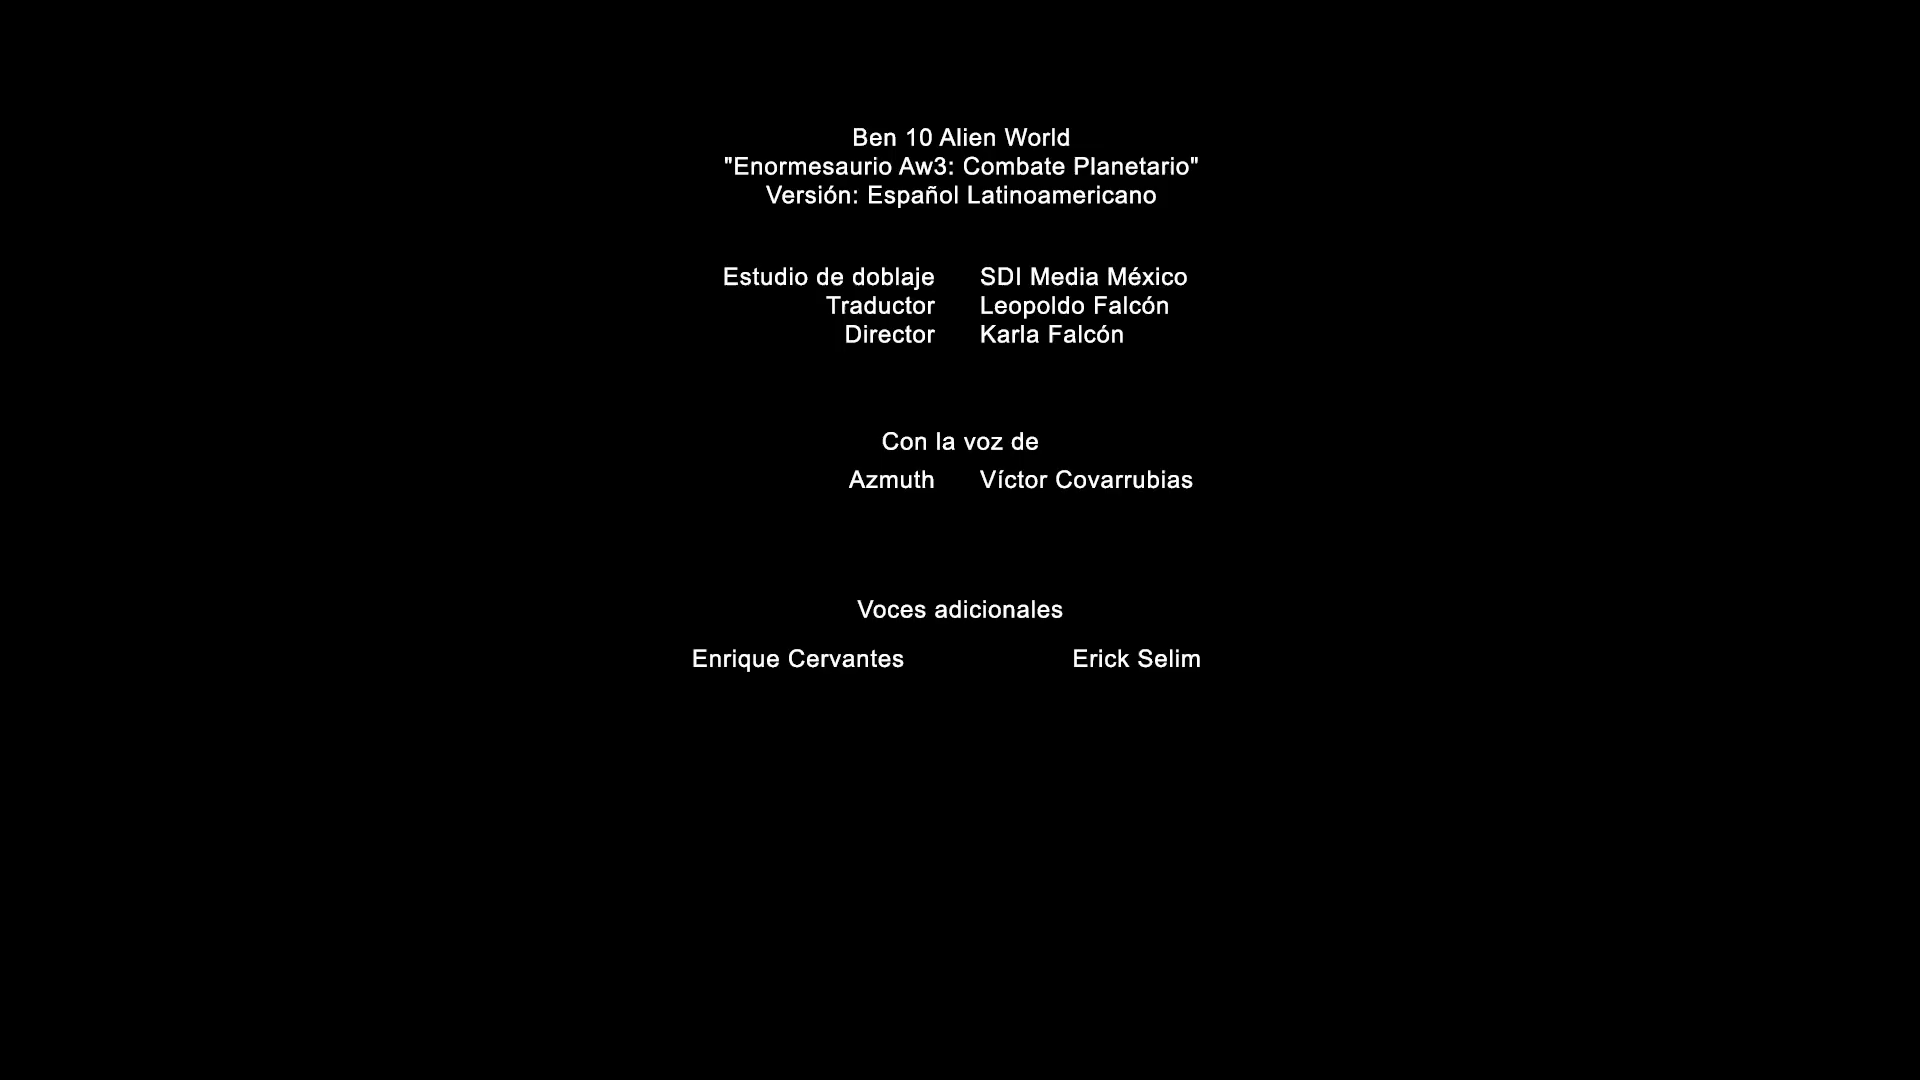 Ben 10 Alien World
"Enormesaurio Aw3: Combate Planetario"
Versión: Español Latinoamericano
Estudio de doblaje SDI Media México
Traductor Leopoldo Falcón
Director Karla Falcón
Con la voz de
Azmuth Víctor Covarrubias
Voces adicionales
Enrique Cervantes Erick Selim